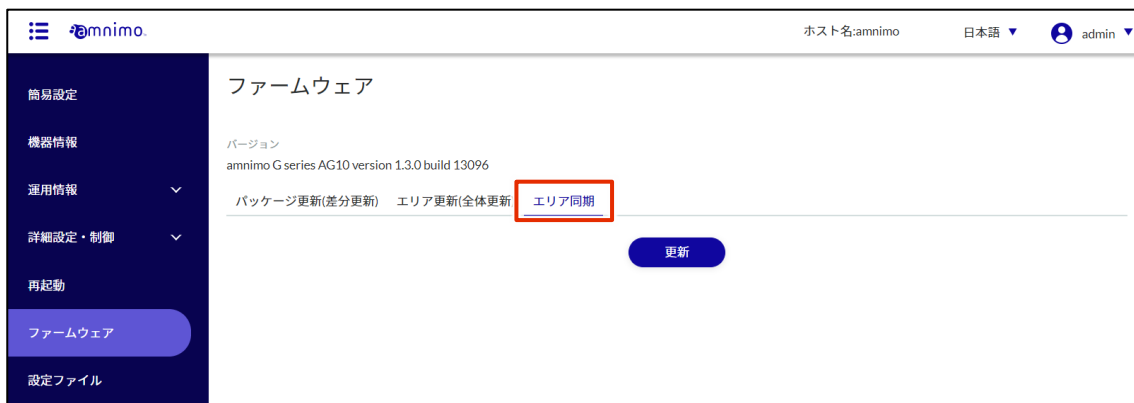 amnimo
ホスト名:amnimo
日本語 ▼
admin ▼
簡易設定
機器情報
運用情報
詳細設定・制御
再起動
ファームウェア
設定ファイル
ファームウェア
バージョン
amnimo G series AG10 version 1.3.0 build 13096
パッケージ更新(差分更新) エリア更新(全体更新 エリア同期
更新